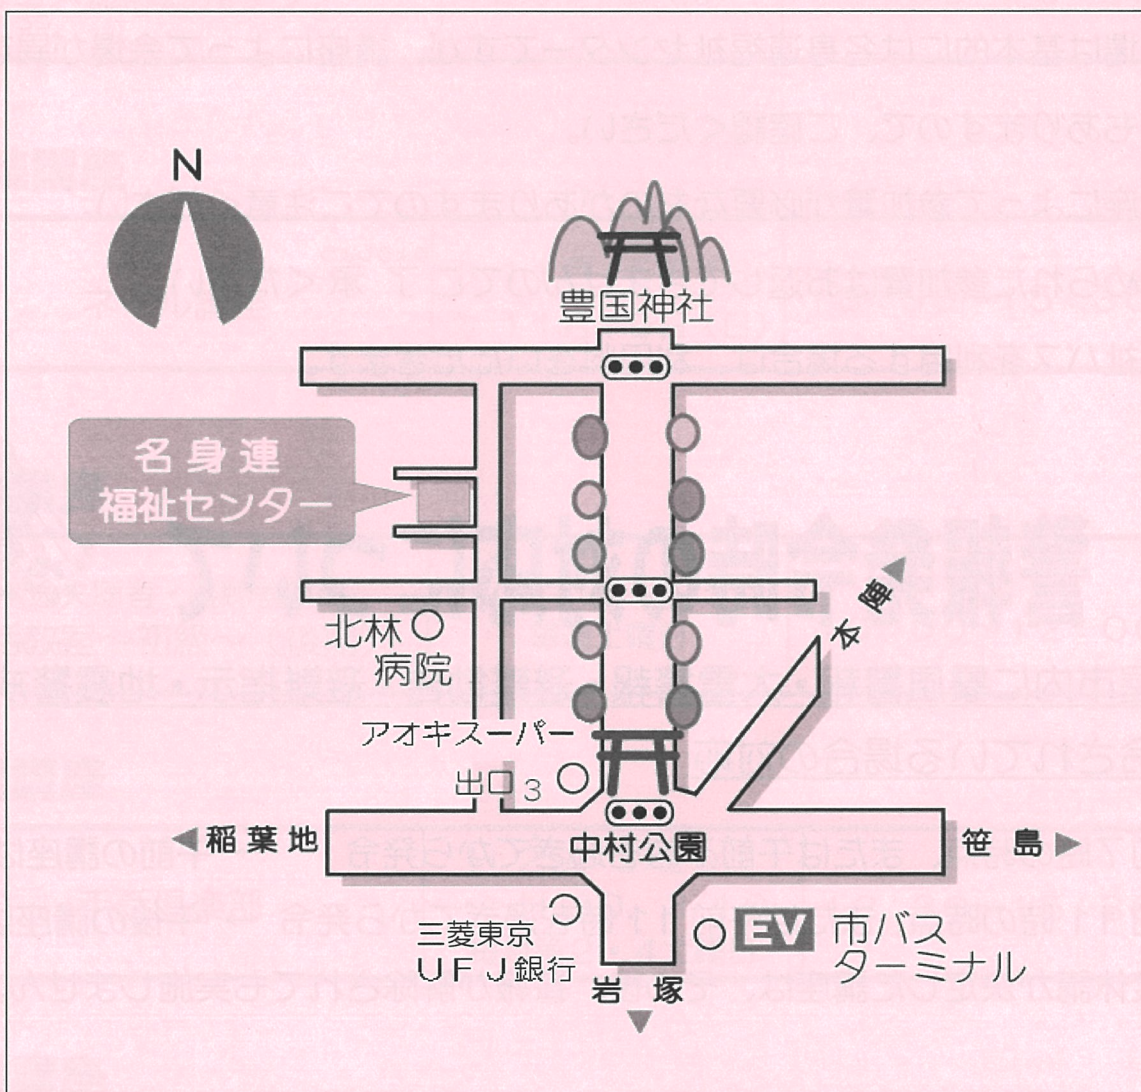 N
豊国神社
名身連
福祉センター
北林
病院
本陣
アオキスーパー
出口3
稲葉地
中村公園
笹島
三菱東京
UFJ銀行
EV
市バス
ターミナル
岩塚